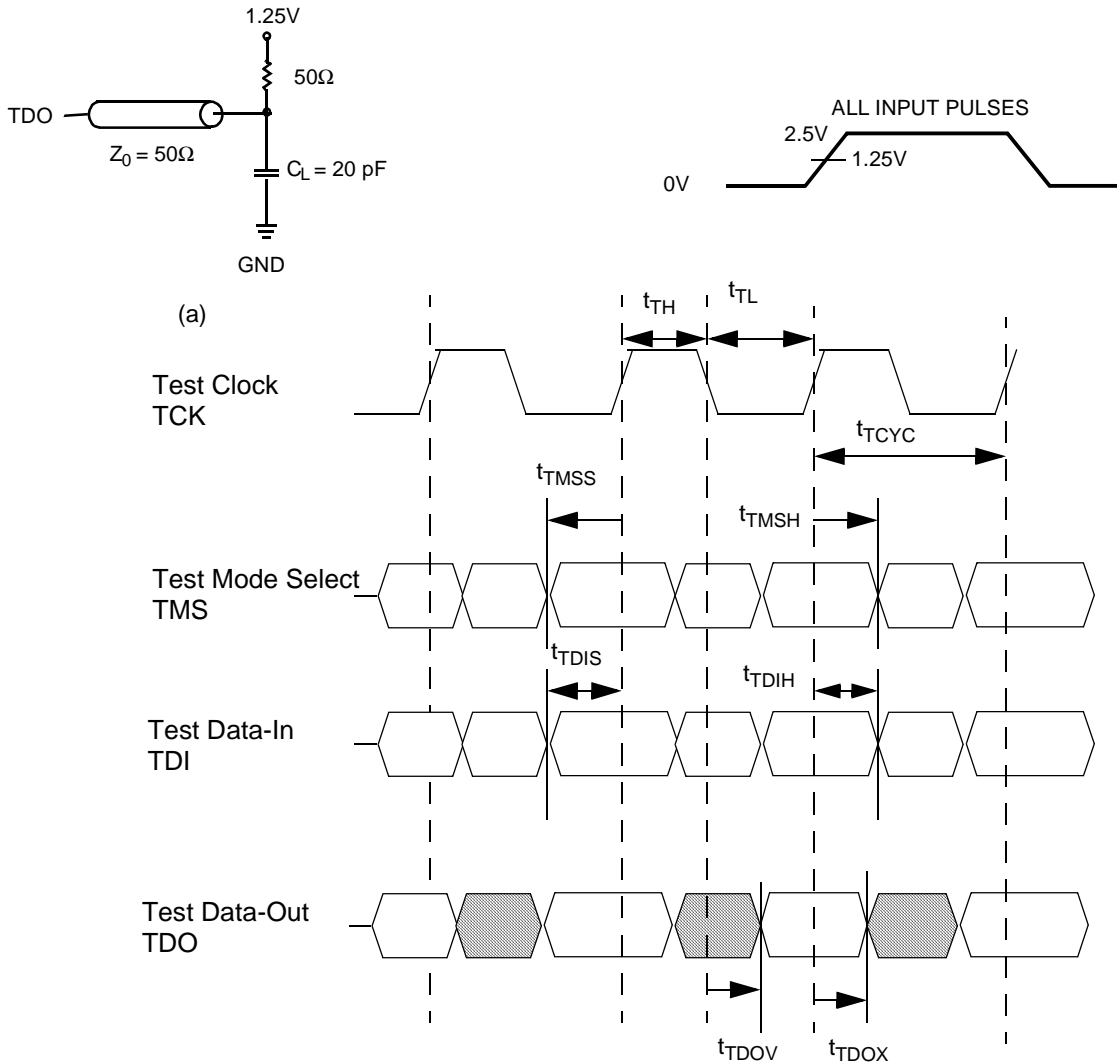 1.25V
50Ω
TDO
Z0 = 50Ω
CL = 20 pF
GND
ALL INPUT PULSES
2.5V
1.25V
0V
(a)
tTH
tTL
Test Clock
TCK
tTCYC
tTMSS
tTMSH
Test Mode Select
TMS
tTDIS
tTDIH
Test Data-In
TDI
Test Data-Out
TDO
tTDOV
tTDOX